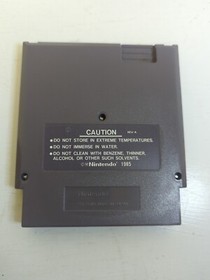 CAUTION
REV-A
●DO NOT STORE IN EXTREME TEMPERATURES.
●DO NOT IMMERSE IN WATER.
●DO NOT CLEAN WITH BENZENE, THINNER,
ALCOHOL OR OTHER SUCH SOLVENTS.
©Nintendo 1985